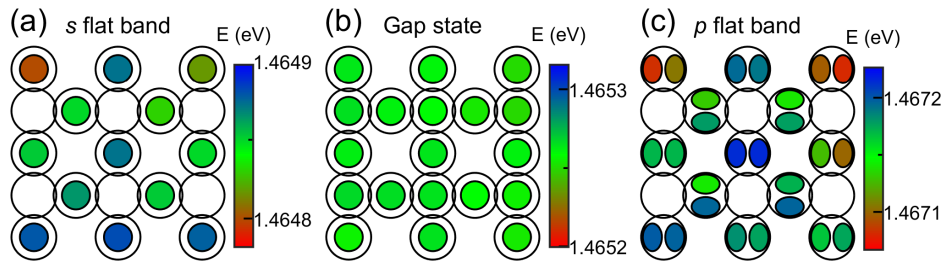 (a) s flat band
E (eV)
1.4649
1.4648
(b) Gap state
E (eV)
1.4653
1.4652
(c) p flat band
E (eV)
1.4672
1.4671